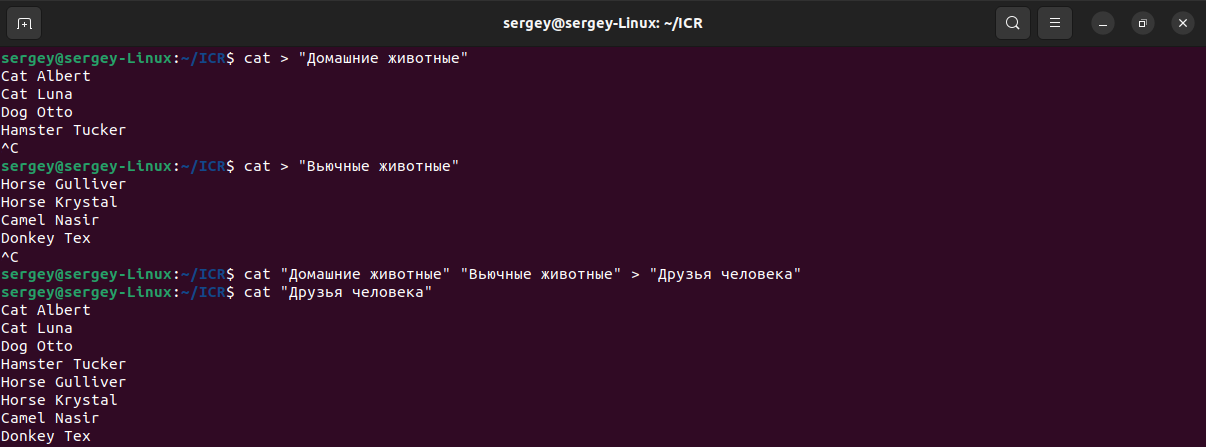 sergey@sergey-Linux: ~/ICR
sergey@sergey-Linux:~/ICR$ cat > "Домашние животные"
Cat Albert
Cat Luna
Dog Otto
Hamster Tucker
^C
sergey@sergey-Linux:~/ICR$ cat > "Вьючные животные"
Horse Gulliver
Horse Krystal
Camel Nasir
Donkey Tex
^C
sergey@sergey-Linux:~/ICR$ cat "Домашние животные" "Вьючные животные" > "Друзья человека"
sergey@sergey-Linux:~/ICR$ cat "Друзья человека"
Cat Albert
Cat Luna
Dog Otto
Hamster Tucker
Horse Gulliver
Horse Krystal
Camel Nasir
Donkey Tex